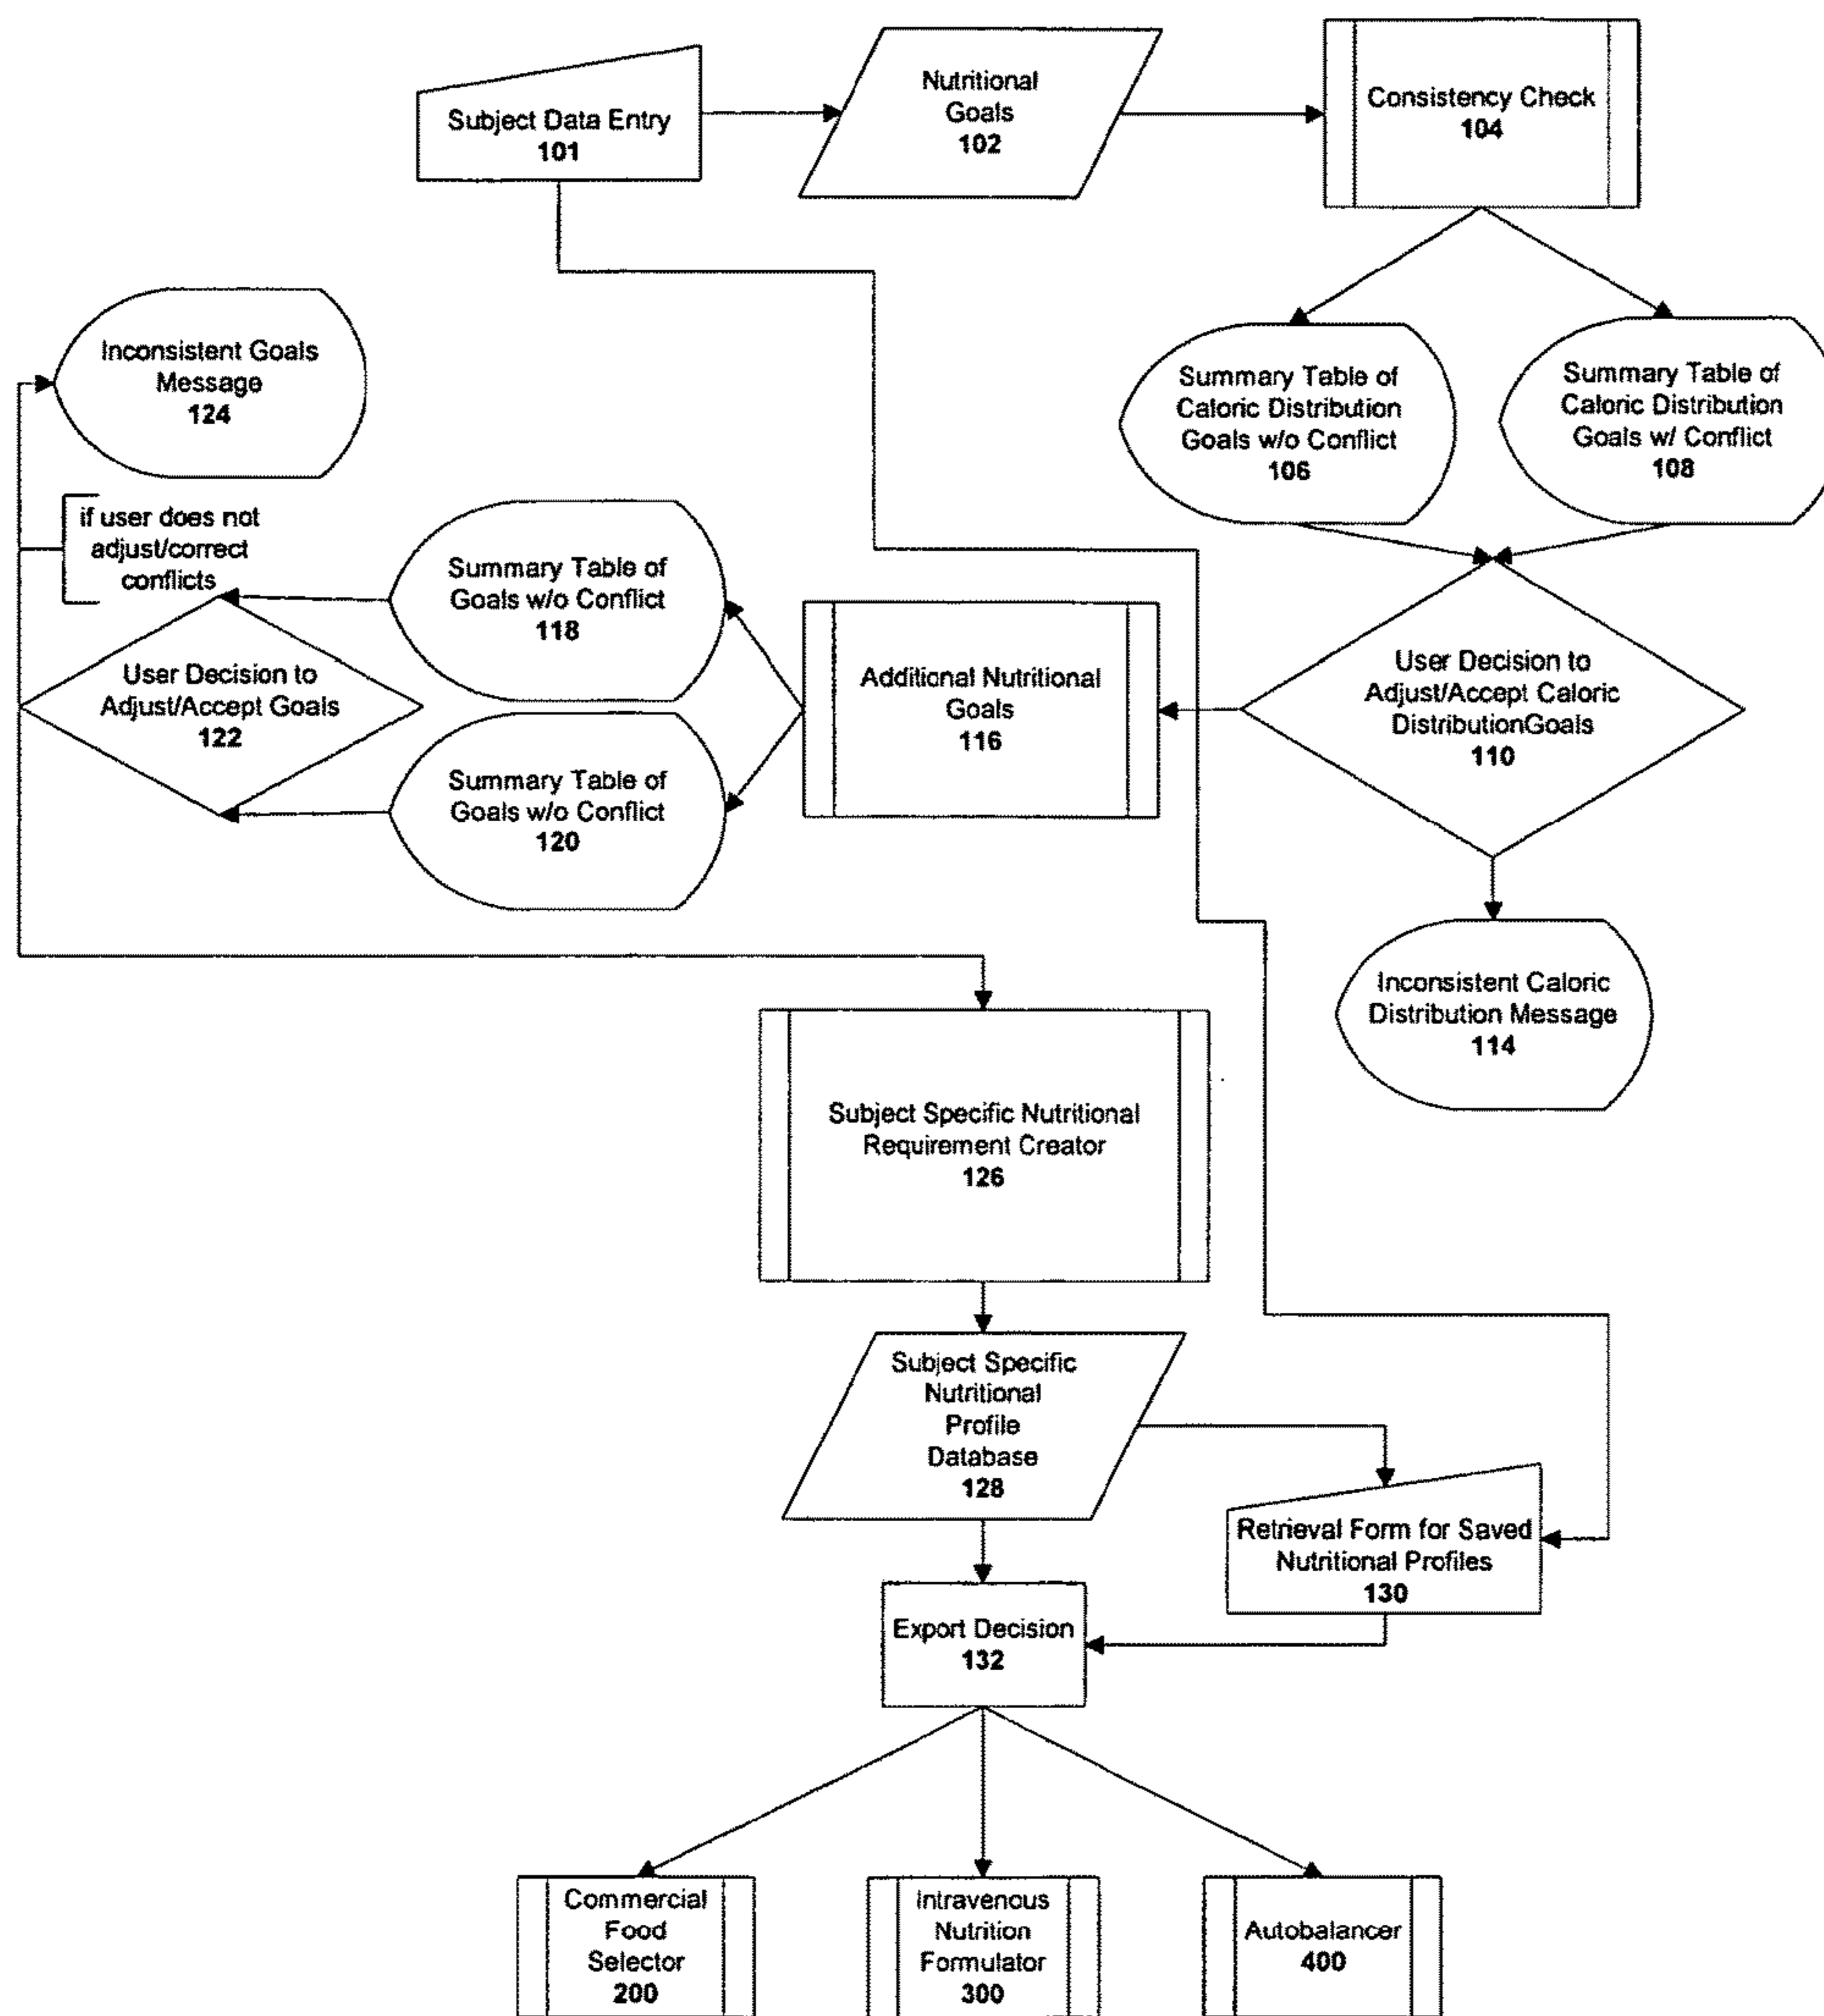 Subject Data Entry
101
Nutritional
Goals
102
Consistency Check
104
Inconsistent Goals
Message
124
Summary Table of
Caloric Distribution
Goals w/o Conflict
106
Summary Table of
Caloric Distribution
Goals w/ Conflict
108
if user does not
adjust/correct
conflicts
Summary Table of
Goals w/o Conflict
118
User Decision to
Adjust/Accept Goals
122
Additional Nutritional
Goals
116
User Decision to
Adjust/Accept Caloric
DistributionGoals
110
Summary Table of
Goals w/o Conflict
120
Inconsistent Caloric
Distribution Message
114
Subject Specific Nutritional
Requirement Creator
126
Subject Specific
Nutritional
Profile
Database
128
Retrieval Form for Saved
Nutritional Profiles
130
Export Decision
132
Commercial
Food
Selector
200
Intravenous
Nutrition
Formulator
300
Autobalancer
400